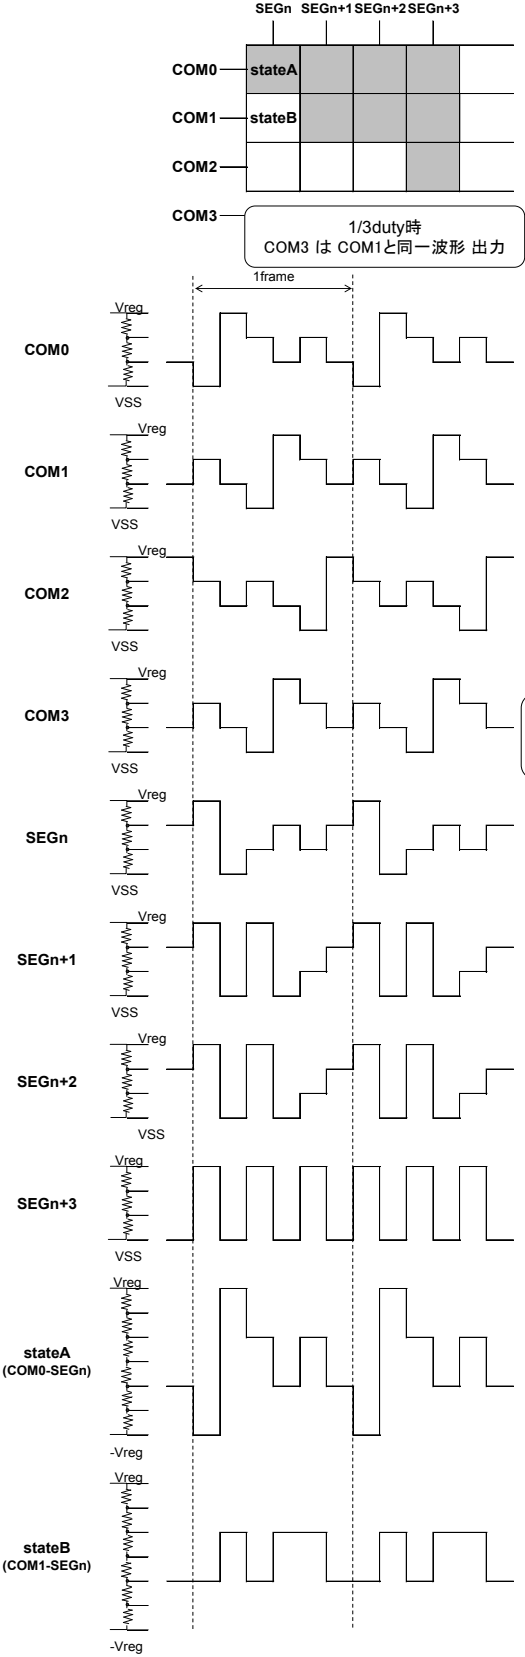 SEGn SEGn+1 SEGn+2 SEGn+3
COM0 stateA
COM1 stateB
COM2
COM3
1/3duty時
COM3 は COM1と同一波形 出力
1frame
Vreg
COM0
VSS
Vreg
COM1
VSS
Vreg
COM2
VSS
Vreg
COM3
VSS
Vreg
SEGn
VSS
Vreg
SEGn+1
VSS
Vreg
SEGn+2
VSS
Vreg
SEGn+3
VSS
Vreg
stateA
(COM0-SEGn)
-Vreg
Vreg
stateB
(COM1-SEGn)
-Vreg